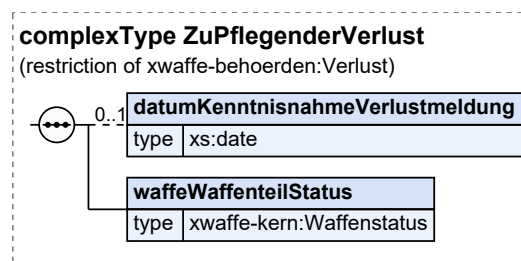 complexType ZuPflegenderVerlust
(restriction of xwaffe-behoerden:Verlust)
0..1
datumKenntnisnahmeVerlustmeldung
type xs:date
waffeWaffenteilStatus
type xwaffe-kern:Waffenstatus